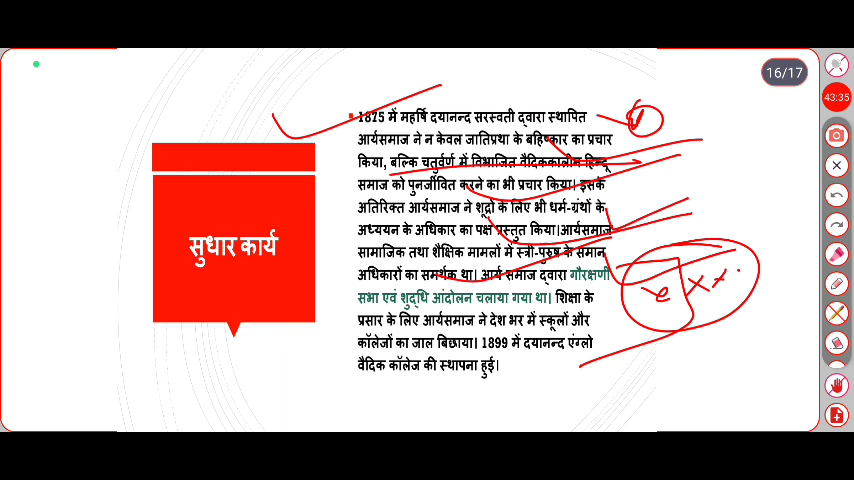 16/17
43:35
1875 में महर्षि दयानन्द सरस्वती द्वारा स्थापित
आर्यसमाज ने न केवल जातिप्रथा के बहिष्कार का प्रचार
किया, बल्कि चतुर्वर्ण में विभाजित वैदिककालीन हिन्दू
समाज को पुनर्जीवित करने का भी प्रचार किया। इसके
अतिरिक्त आर्यसमाज ने शूद्रों के लिए भी धर्म-ग्रंथों के
अध्ययन के अधिकार का पक्ष प्रस्तुत किया।आर्यसमाज
सामाजिक तथा शैक्षिक मामलों में स्त्री-पुरुष के समान
अधिकारों का समर्थक था। आर्य समाज द्वारा गौरक्षणी
सभा एवं शुद्धि आंदोलन चलाया गया था। शिक्षा के
प्रसार के लिए आर्यसमाज ने देश भर में स्कूलों और
कॉलेजों का जाल बिछाया। 1899 में दयानन्द एंग्लो
वैदिक कॉलेज की स्थापना हुई।
सुधार कार्य